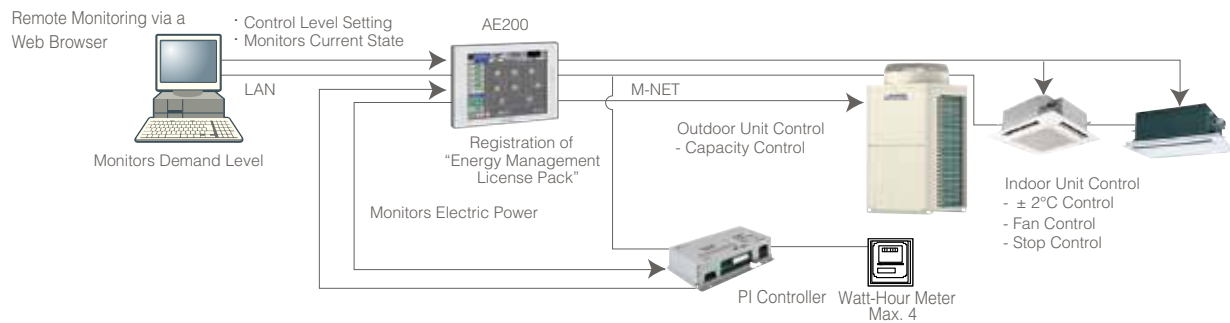 Remote Monitoring via a
Web Browser
· Control Level Setting
· Monitors Current State
AE200
LAN
M-NET
Monitors Demand Level
Registration of
“Energy Management
License Pack”
Outdoor Unit Control
- Capacity Control
Indoor Unit Control
- ± 2°C Control
- Fan Control
- Stop Control
Monitors Electric Power
PI Controller
Watt-Hour Meter
Max. 4